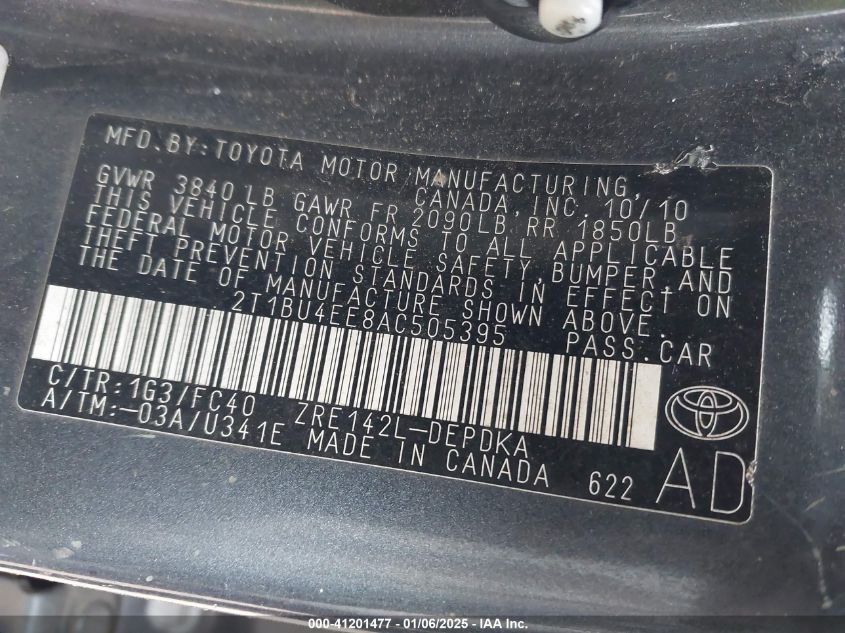 MFD. BY: TOYOTA MOTOR MANUFACTURING,
CANADA, INC. 10/10
GVWR 3840 LB GAWR FR 2090LB RR 1850LB
THIS VEHICLE CONFORMS TO ALL APPLICABLE
FEDERAL MOTOR VEHICLE SAFETY, BUMPER, AND
THEFT PREVENTION STANDARDS IN EFFECT ON
THE DATE OF MANUFACTURE SHOWN ABOVE.
2T1BU4EE8AC505395 PASS. CAR
C/TR: 1G3/FC40 ZRE142L-DEPDKA
A/TM:-03A/U341E MADE IN CANADA 622
AD
000-41201477 — 01/06/2025 — IAA Inc.